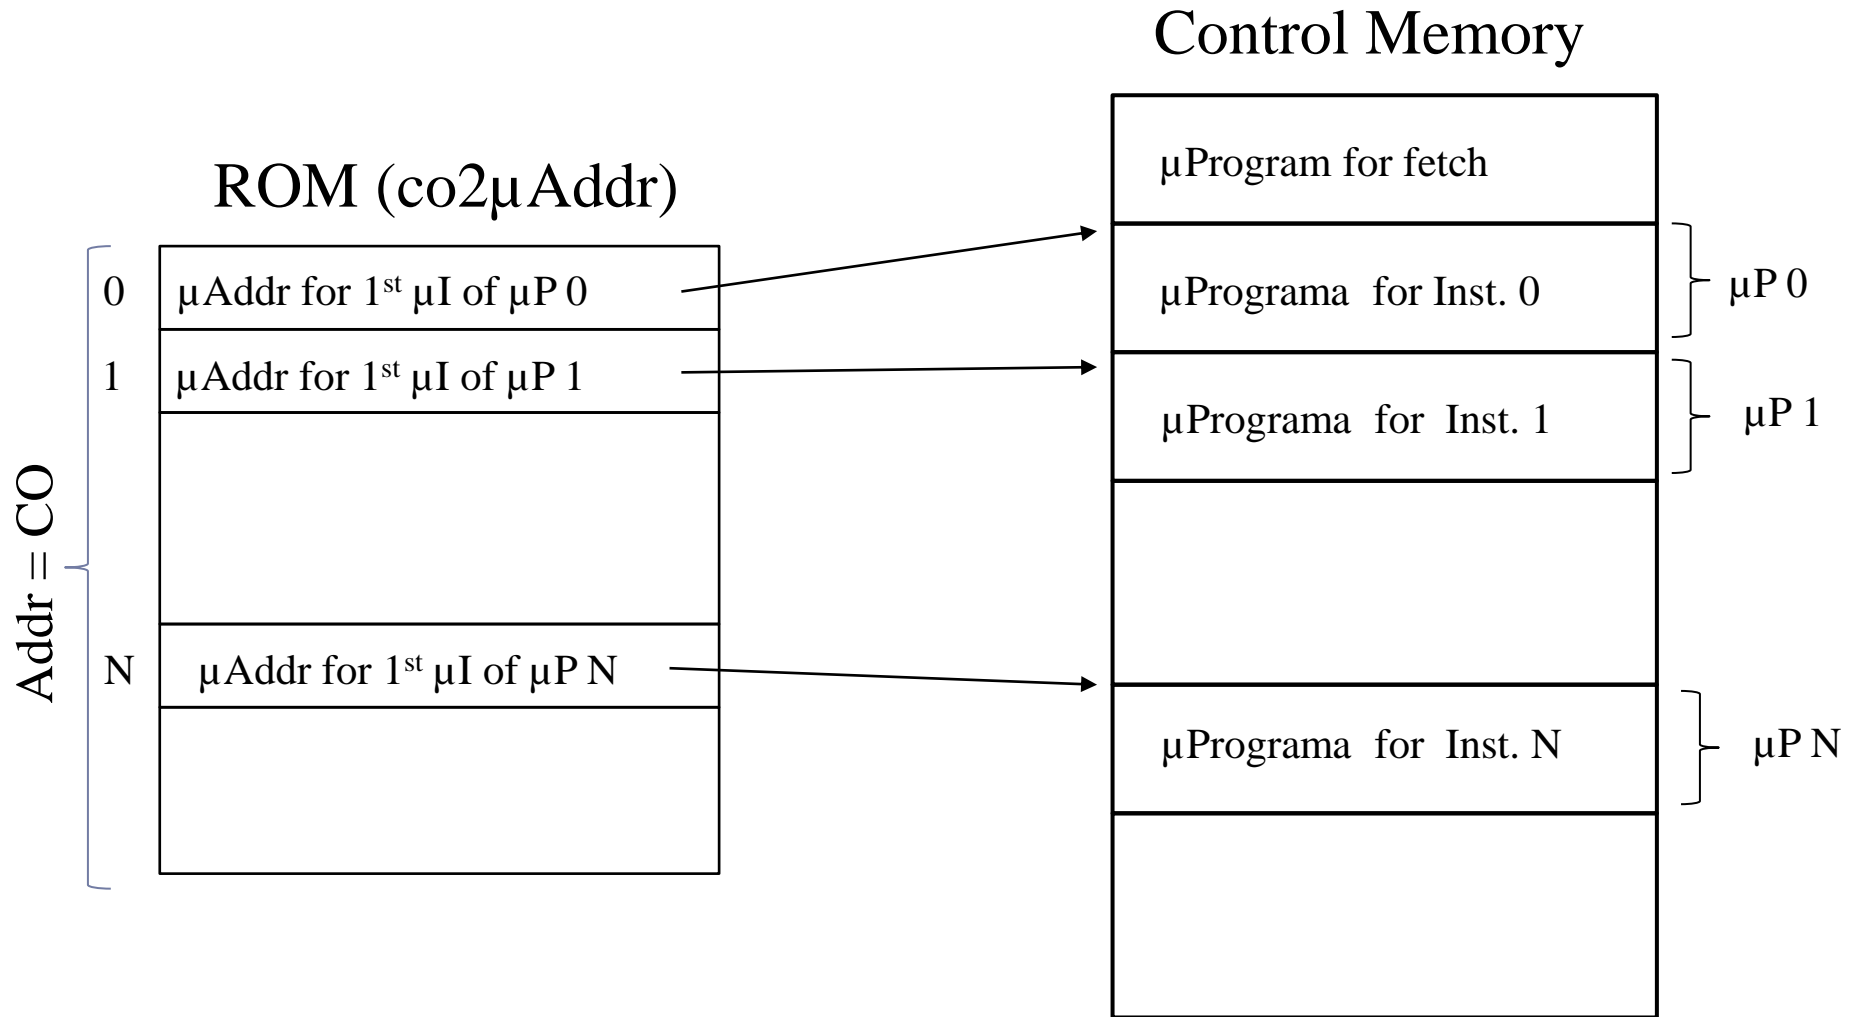 Control Memory
ROM (co2µAddr)
Addr = CO
0
µAddr for 1st µI of µP 0
1
µAddr for 1st µI of µP 1
N
µAddr for 1st µI of µP N
µProgram for fetch
µPrograma for Inst. 0
µP 0
µPrograma for Inst. 1
µP 1
µPrograma for Inst. N
µP N